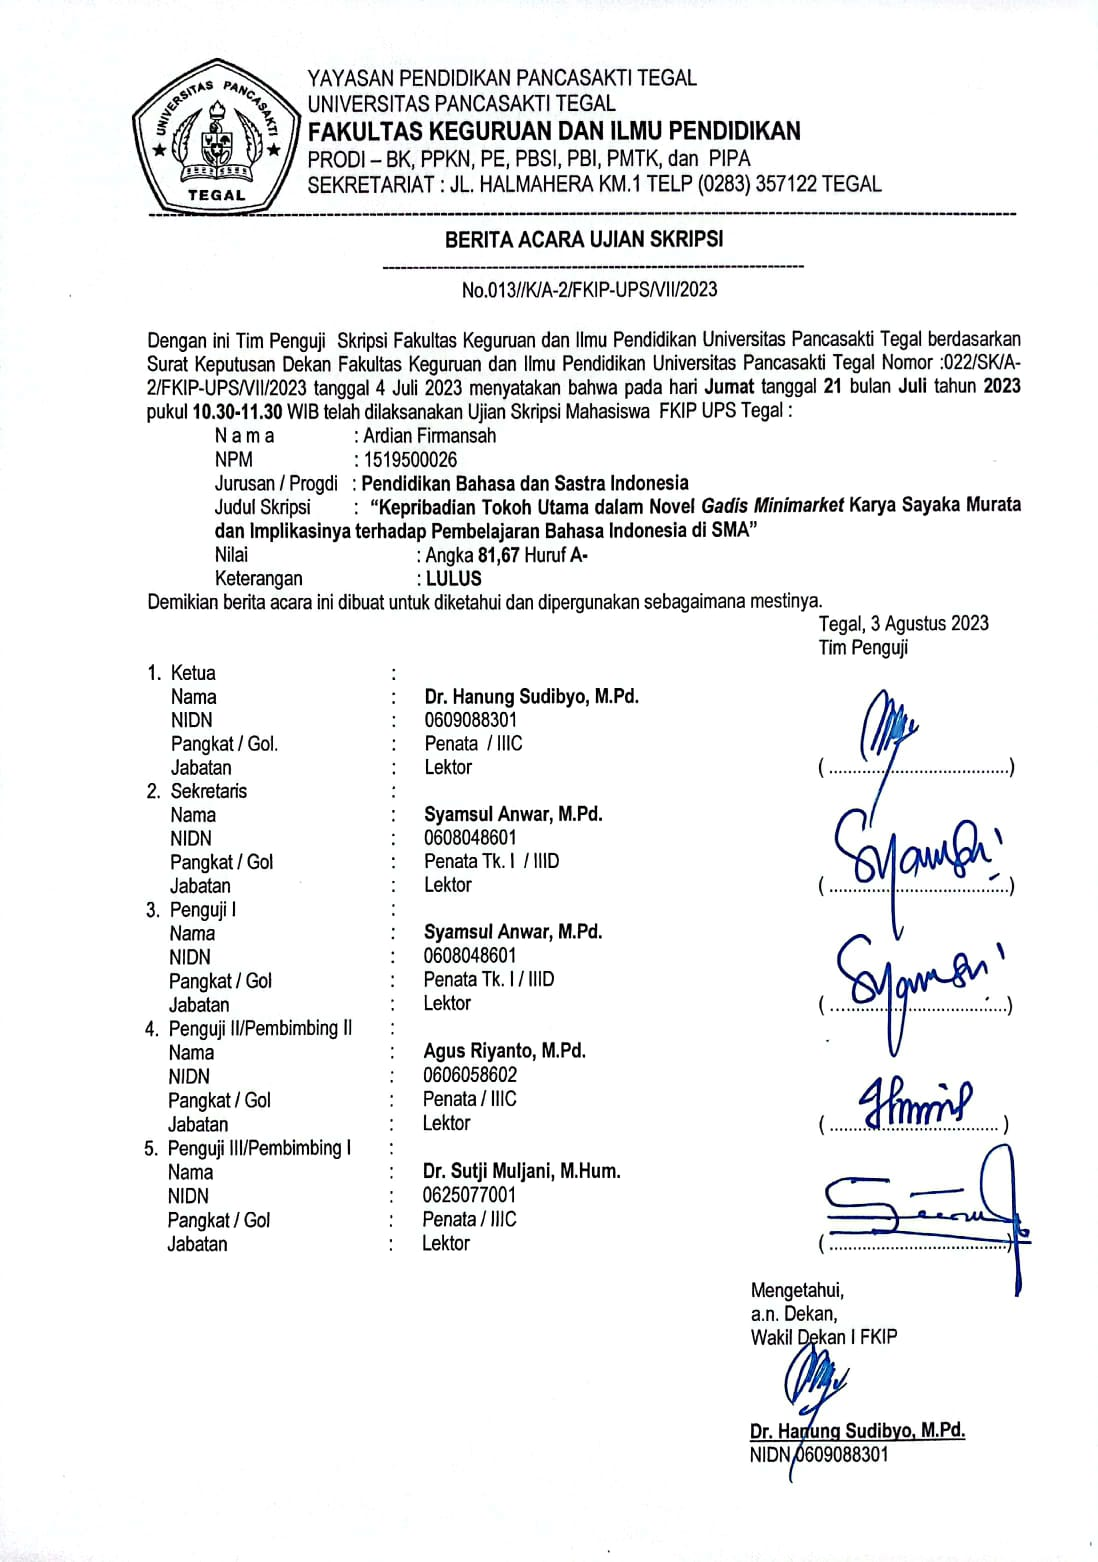 UNIVERSITAS PANCASAKTI
TEGAL
YAYASAN PENDIDIKAN PANCASAKTI TEGAL
UNIVERSITAS PANCASAKTI TEGAL
FAKULTAS KEGURUAN DAN ILMU PENDIDIKAN
PRODI – BK, PPKN, PE, PBSI, PBI, PMTK, dan PIPA
SEKRETARIAT : JL. HALMAHERA KM.1 TELP (0283) 357122 TEGAL
BERITA ACARA UJIAN SKRIPSI
No.013//K/A-2/FKIP-UPS/VII/2023
Dengan ini Tim Penguji Skripsi Fakultas Keguruan dan Ilmu Pendidikan Universitas Pancasakti Tegal berdasarkan
Surat Keputusan Dekan Fakultas Keguruan dan Ilmu Pendidikan Universitas Pancasakti Tegal Nomor :022/SK/A-
2/FKIP-UPS/VII/2023 tanggal 4 Juli 2023 menyatakan bahwa pada hari Jumat tanggal 21 bulan Juli tahun 2023
pukul 10.30-11.30 WIB telah dilaksanakan Ujian Skripsi Mahasiswa FKIP UPS Tegal :
N a m a : Ardian Firmansah
NPM : 1519500026
Jurusan / Progdi : Pendidikan Bahasa dan Sastra Indonesia
Judul Skripsi : “Kepribadian Tokoh Utama dalam Novel Gadis Minimarket Karya Sayaka Murata
dan Implikasinya terhadap Pembelajaran Bahasa Indonesia di SMA”
Nilai : Angka 81,67 Huruf A-
Keterangan : LULUS
Demikian berita acara ini dibuat untuk diketahui dan dipergunakan sebagaimana mestinya.
Tegal, 3 Agustus 2023
Tim Penguji
1. Ketua :
Nama : Dr. Hanung Sudibyo, M.Pd.
NIDN : 0609088301
Pangkat / Gol. : Penata / IIIC
Jabatan : Lektor (......................................)
2. Sekretaris :
Nama : Syamsul Anwar, M.Pd.
NIDN : 0608048601
Pangkat / Gol : Penata Tk. I / IIID
Jabatan : Lektor (......................................)
3. Penguji I :
Nama : Syamsul Anwar, M.Pd.
NIDN : 0608048601
Pangkat / Gol : Penata Tk. I / IIID
Jabatan : Lektor (......................................)
4. Penguji II/Pembimbing II :
Nama : Agus Riyanto, M.Pd.
NIDN : 0606058602
Pangkat / Gol : Penata / IIIC
Jabatan : Lektor (...................................... )
5. Penguji III/Pembimbing I :
Nama : Dr. Sutji Muljani, M.Hum.
NIDN : 0625077001
Pangkat / Gol : Penata / IIIC
Jabatan : Lektor (......................................)
Mengetahui,
a.n. Dekan,
Wakil Dekan I FKIP
Dr. Hanung Sudibyo, M.Pd.
NIDN 0609088301